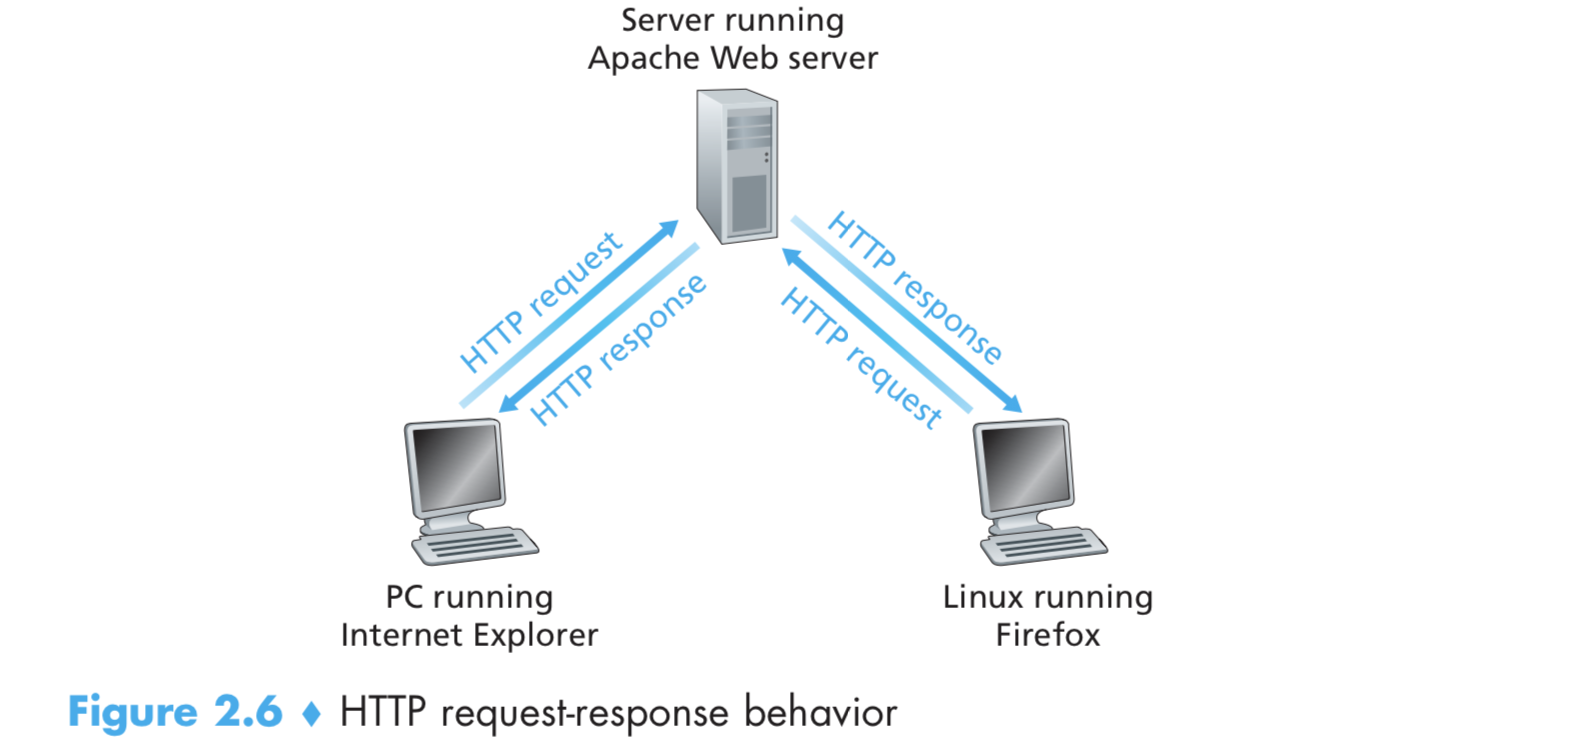 Server running
Apache Web server
HTTP request
HTTP response
HTTP response
HTTP request
PC running
Internet Explorer
Linux running
Firefox
Figure 2.6 ♦ HTTP request-response behavior